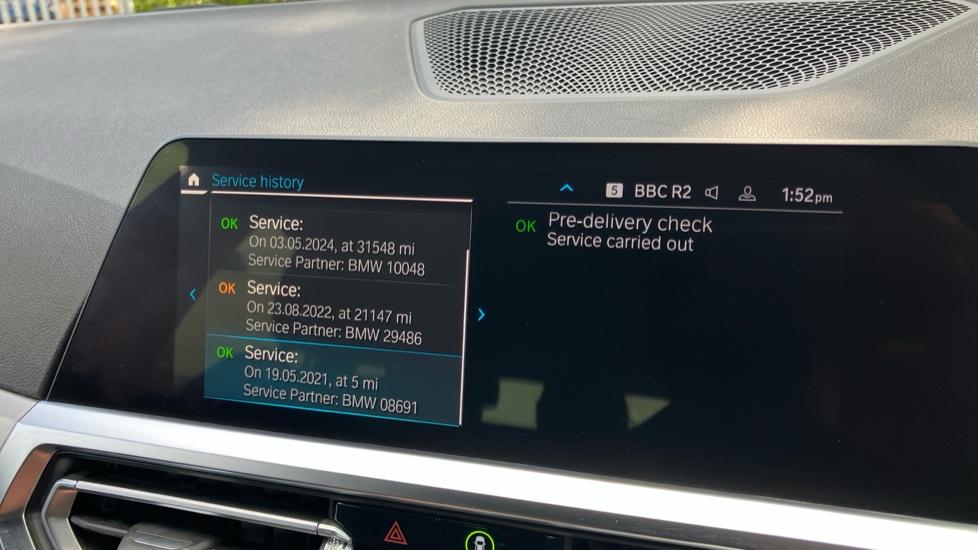 Service history
5 BBC R2 1:52pm
OK Service:
On 03.05.2024, at 31548 mi
Service Partner: BMW 10048
OK Service:
On 23.08.2022, at 21147 mi
Service Partner: BMW 29486
OK Service:
On 19.05.2021, at 5 mi
Service Partner: BMW 08691
OK Pre-delivery check
Service carried out